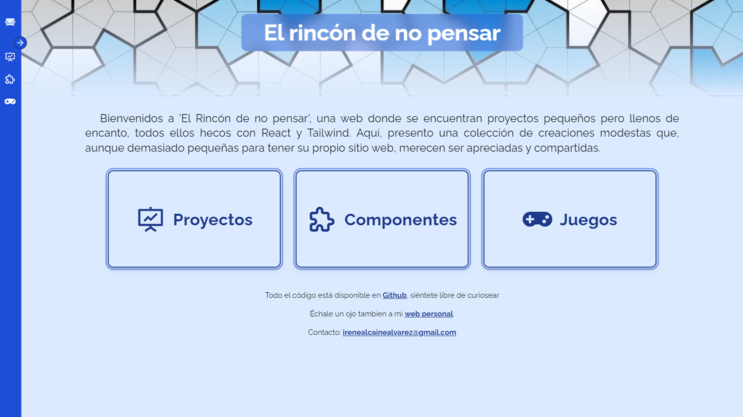 El rincón de no pensar
Bienvenidos a 'El Rincón de no pensar', una web donde se encuentran proyectos pequeños pero llenos de
encanto, todos ellos hechos con React y Tailwind. Aquí, presento una colección de creaciones modestas que,
aunque demasiado pequeñas para tener su propio sitio web, merecen ser apreciadas y compartidas.
Proyectos
Componentes
Juegos
Todo el código está disponible en Github, siéntete libre de curiosear
Échale un ojo tambien a mi web personal
Contacto: irenealcainealvarez@gmail.com